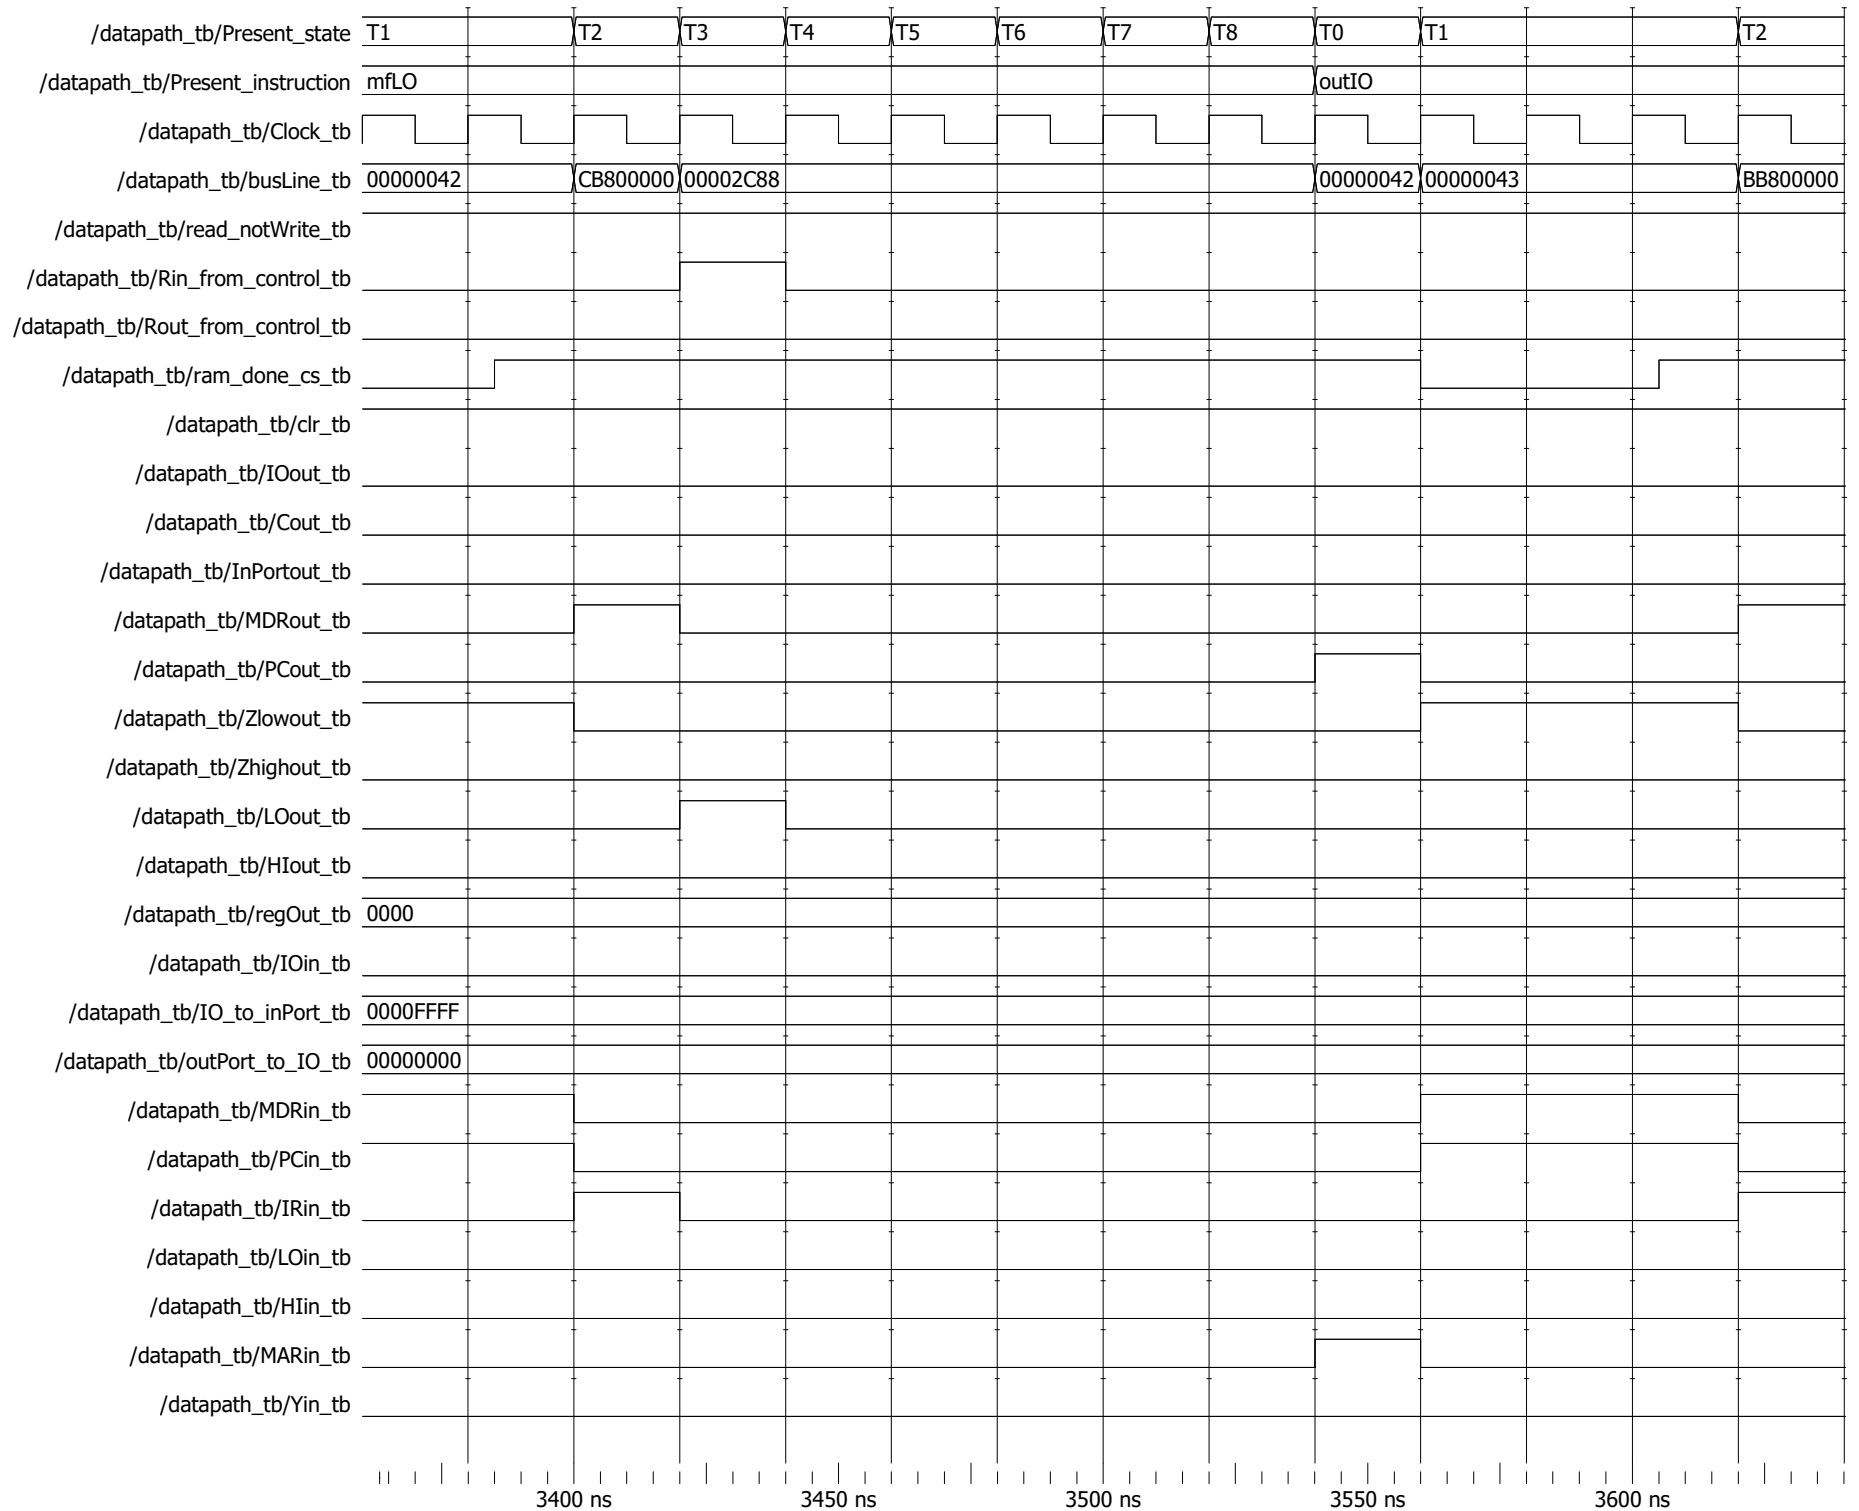 /datapath_tb/Present_state T1 T2 T3 T4 T5 T6 T7 T8 T0 T1 T2
/datapath_tb/Present_instruction mfLO outIO
/datapath_tb/Clock_tb
/datapath_tb/busLine_tb 00000042 CB800000 00002C88 00000042 00000043 BB800000
/datapath_tb/read_notWrite_tb
/datapath_tb/Rin_from_control_tb
/datapath_tb/Rout_from_control_tb
/datapath_tb/ram_done_cs_tb
/datapath_tb/clr_tb
/datapath_tb/IOout_tb
/datapath_tb/Cout_tb
/datapath_tb/InPortout_tb
/datapath_tb/MDRout_tb
/datapath_tb/PCout_tb
/datapath_tb/Zlowout_tb
/datapath_tb/Zhighout_tb
/datapath_tb/LOout_tb
/datapath_tb/HIout_tb
/datapath_tb/regOut_tb 0000
/datapath_tb/IOin_tb
/datapath_tb/IO_to_inPort_tb 0000FFFF
/datapath_tb/outPort_to_IO_tb 00000000
/datapath_tb/MDRin_tb
/datapath_tb/PCin_tb
/datapath_tb/IRin_tb
/datapath_tb/LOin_tb
/datapath_tb/HIin_tb
/datapath_tb/MARin_tb
/datapath_tb/Yin_tb
3400 ns 3450 ns 3500 ns 3550 ns 3600 ns